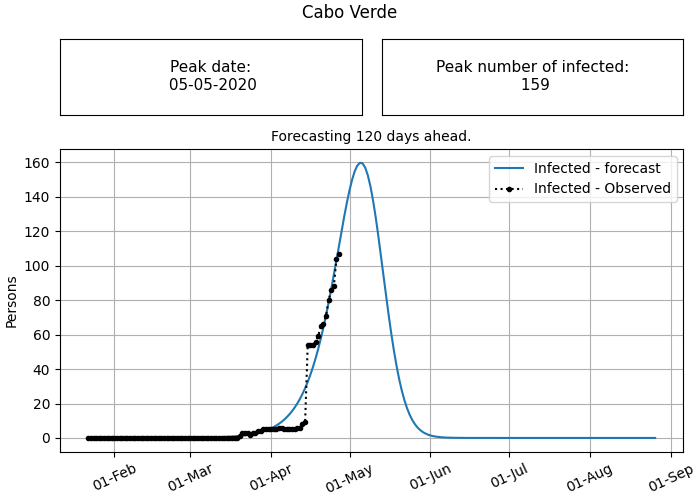 Cabo Verde
Peak date:
05-05-2020
Peak number of infected:
159
Forecasting 120 days ahead.
Infected - forecast
Infected - Observed
Persons
160
140
120
100
80
60
40
20
0
01-Feb
01-Mar
01-Apr
01-May
01-Jun
01-Jul
01-Aug
01-Sep